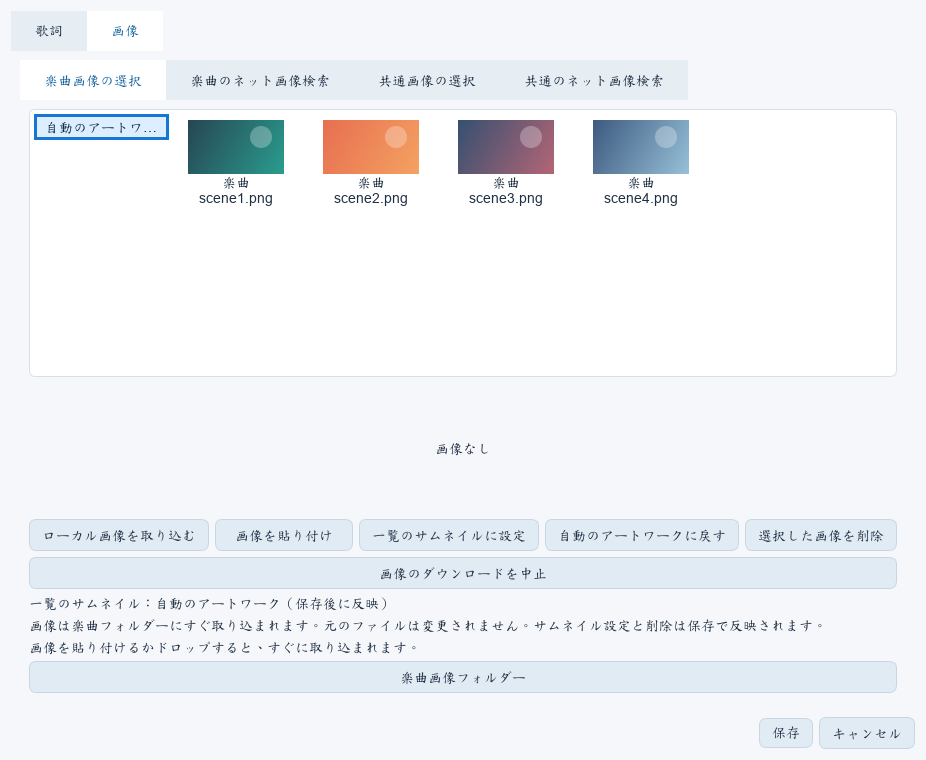 歌詞
画像
楽曲画像の選択
楽曲のネット画像検索
共通画像の選択
共通のネット画像検索
自動のアートワ...
楽曲
scene1.png
楽曲
scene2.png
楽曲
scene3.png
楽曲
scene4.png
画像なし
ローカル画像を取り込む
画像を貼り付け
一覧のサムネイルに設定
自動のアートワークに戻す
選択した画像を削除
画像のダウンロードを中止
一覧のサムネイル：自動のアートワーク（保存後に反映）
画像は楽曲フォルダーにすぐ取り込まれます。元のファイルは変更されません。サムネイル設定と削除は保存で反映されます。
画像を貼り付けるかドロップすると、すぐに取り込まれます。
楽曲画像フォルダー
保存
キャンセル